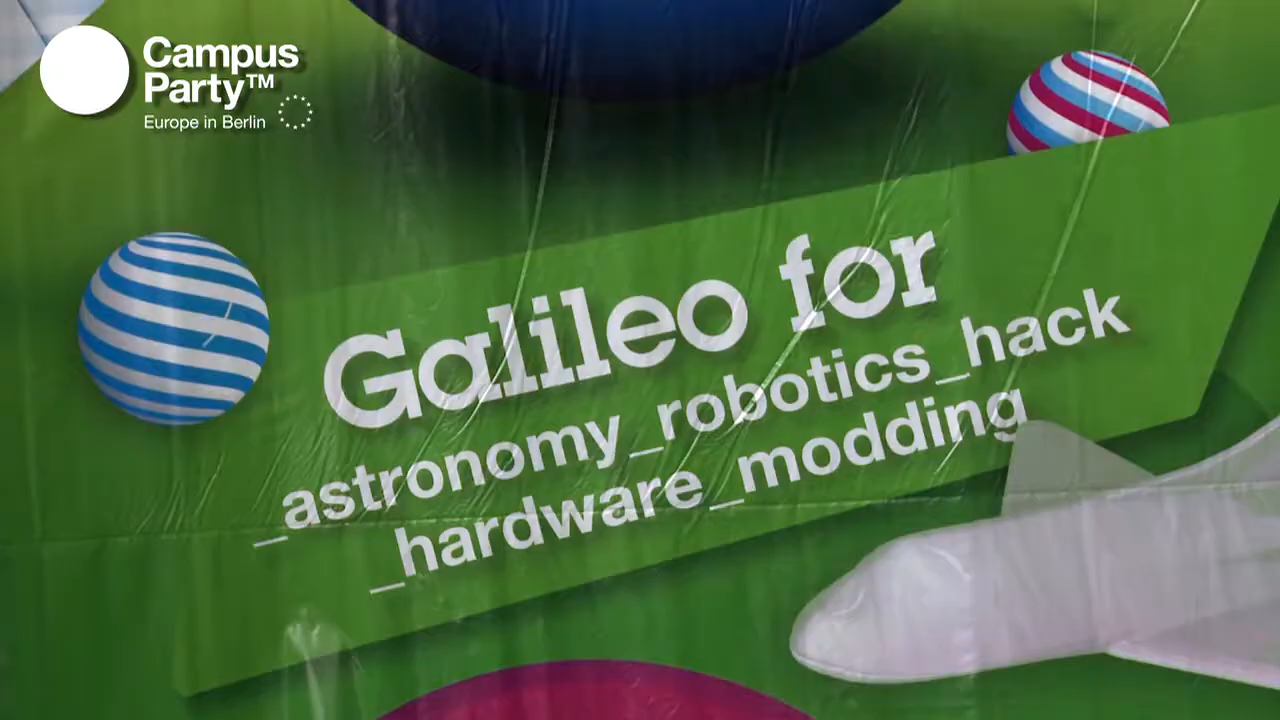 Campus
Party™
Europe in Berlin
Galileo for
_astronomy_robotics_hack
_hardware_modding